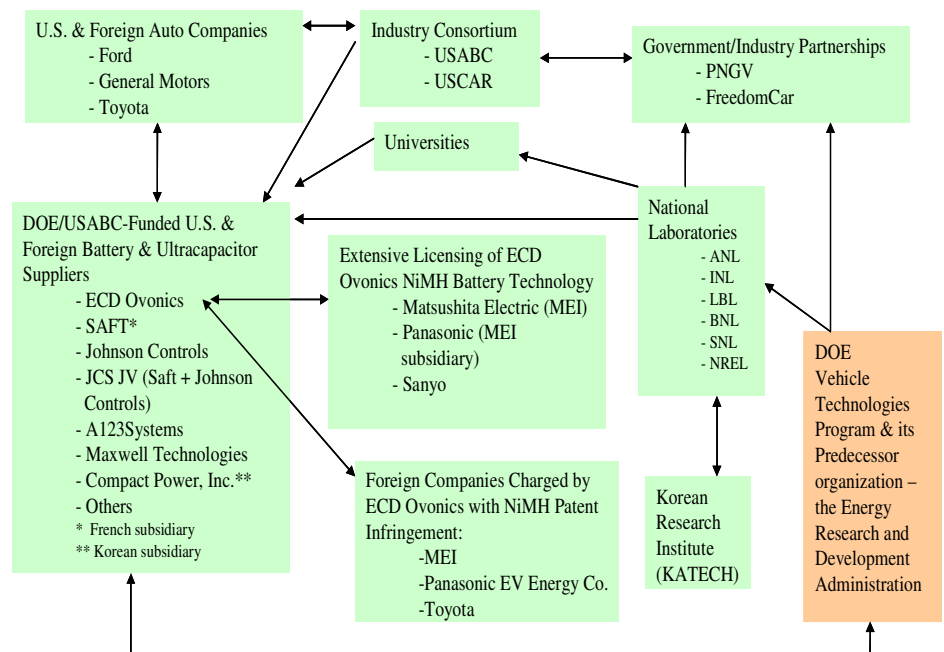 U.S. & Foreign Auto Companies
- Ford
- General Motors
- Toyota
Industry Consortium
- USABC
- USCAR
Government/Industry Partnerships
- PNGV
- FreedomCar
Universities
DOE/USABC-Funded U.S. &
Foreign Battery & Ultracapacitor
Suppliers
- ECD Ovonics
- SAFT*
- Johnson Controls
- JCS JV (Saft + Johnson
Controls)
- A123Systems
- Maxwell Technologies
- Compact Power, Inc.**
- Others
* French subsidiary
** Korean subsidiary
Extensive Licensing of ECD
Ovonics NiMH Battery Technology
- Matsushita Electric (MEI)
- Panasonic (MEI
subsidiary)
- Sanyo
Foreign Companies Charged by
ECD Ovonics with NiMH Patent
Infringement:
-MEI
-Panasonic EV Energy Co.
-Toyota
National
Laboratories
- ANL
- INL
- LBL
- BNL
- SNL
- NREL
Korean
Research
Institute
(KATECH)
DOE
Vehicle
Technologies
Program & its
Predecessor
organization –
the Energy
Research and
Development
Administration